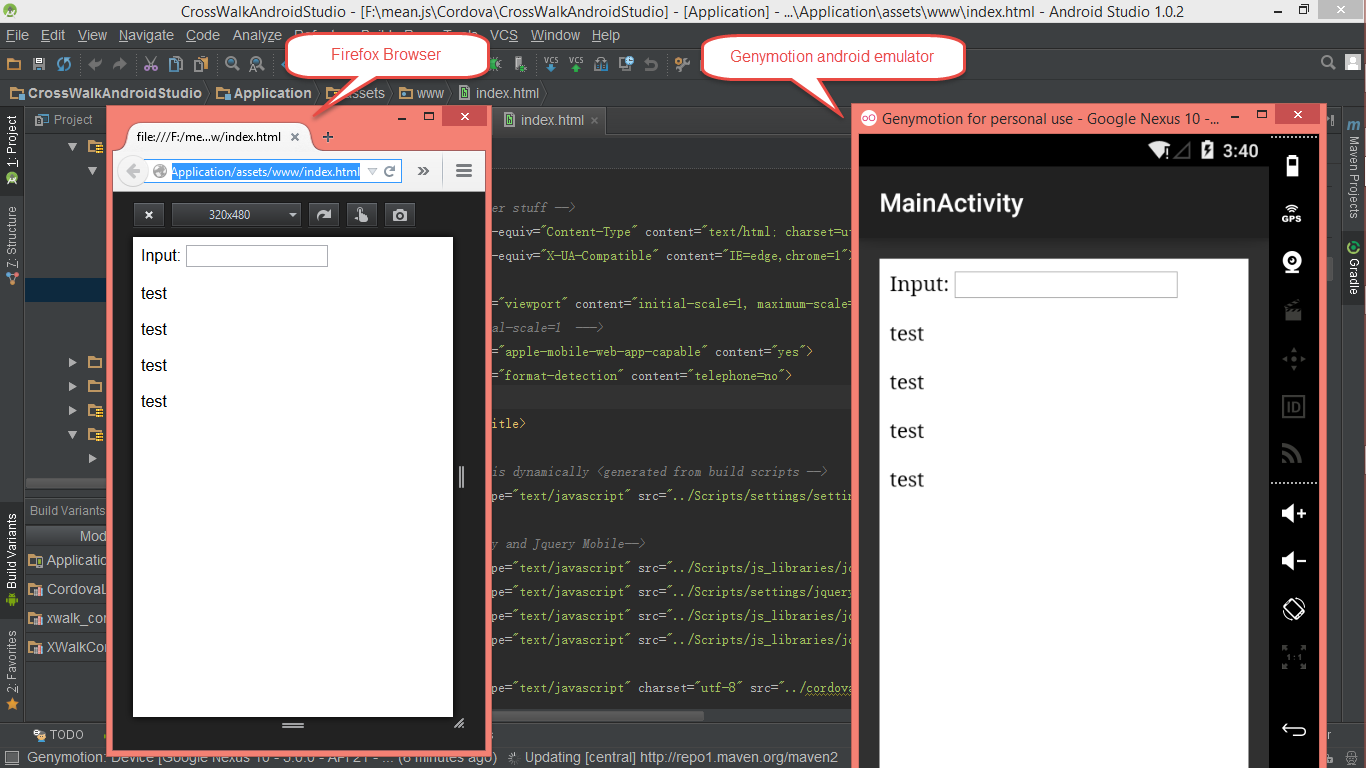 CrossWalkAndroidStudio - [F:\mean.js\Cordova\CrossWalkAndroidStudio] - [Application] - ...\Application\assets\www\index.html - Android Studio 1.0.2
File Edit View Navigate Code Analyze VCS Window Help
Firefox Browser
Genymotion android emulator
VCS VCS
CrossWalkAndroidStudio Application assets www index.html
1: Project
Z: Structure
Build Variants
2: Favorites
Project
index.html
file:///F:/me...w/index.html
Application/assets/www/index.html
320x480
Input:
test
test
test
test
er stuff -->
-equiv="Content-Type" content="text/html; charset=u
-equiv="X-UA-Compatible" content="IE=edge,chrome=1"
="viewport" content="initial-scale=1, maximum-scale=
al-scale=1 --->
="apple-mobile-web-app-capable" content="yes">
="format-detection" content="telephone=no">
itle>
is dynamically <generated from build scripts -->
pe="text/javascript" src="../Scripts/settings/setti
y and Jquery Mobile-->
pe="text/javascript" src="../Scripts/js_libraries/jq
pe="text/javascript" src="../Scripts/settings/jquery
pe="text/javascript" src="../Scripts/js_libraries/jq
pe="text/javascript" src="../Scripts/js_libraries/jq
pe="text/javascript" charset="utf-8" src="../cordova
Genymotion for personal use - Google Nexus 10 -...
3:40
MainActivity
Input:
test
test
test
test
GPS
ID
1:1
Maven Projects
Gradle
Build Variants
Mod
Applicatio
CordovaL
xwalk_co
XWalkCor
TODO
Genymotion: Device [Google Nexus 10 - 5.0.0 - API 21 - ... (6 minutes ago) Updating [central] http://repo1.maven.org/maven2